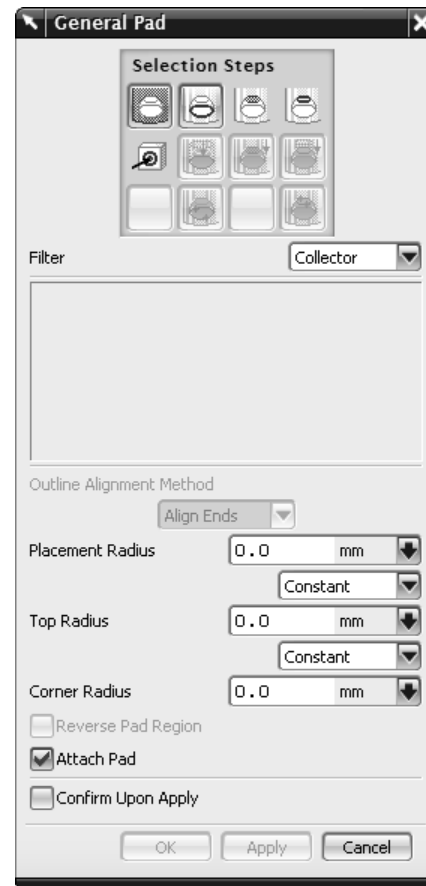 General Pad
Selection Steps
Filter
Collector
Outline Alignment Method
Align Ends
Placement Radius
0.0 mm
Constant
Top Radius
0.0 mm
Constant
Corner Radius
0.0 mm
Reverse Pad Region
Attach Pad
Confirm Upon Apply
OK Apply Cancel